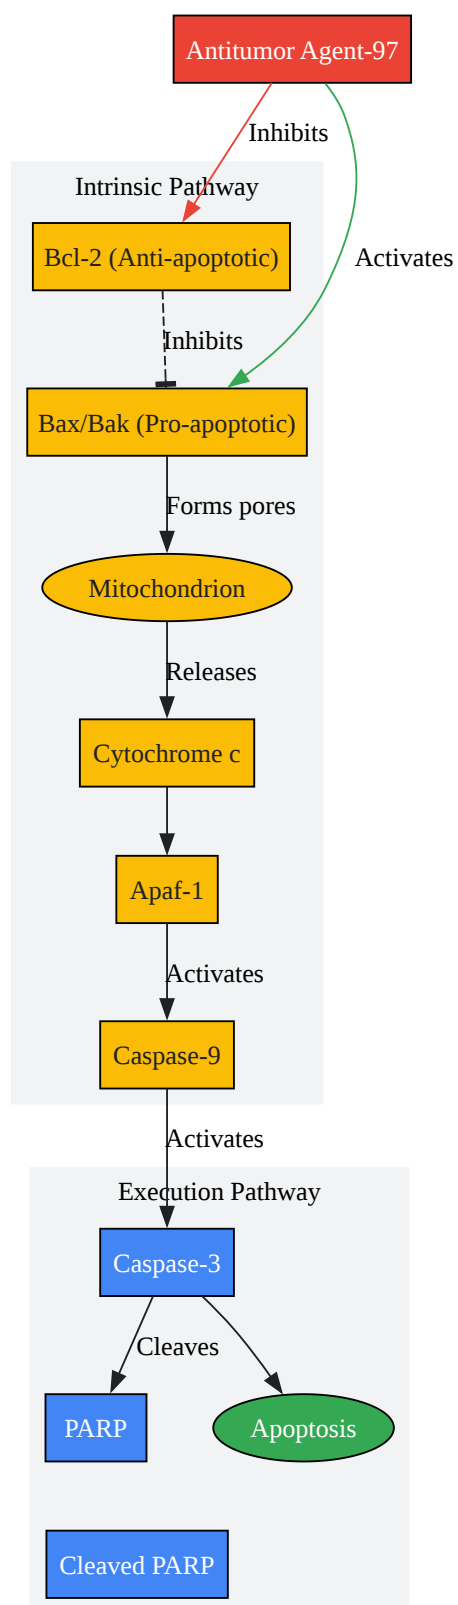 Antitumor Agent-97
Inhibits
Intrinsic Pathway
Bcl-2 (Anti-apoptotic)
Activates
Inhibits
Bax/Bak (Pro-apoptotic)
Forms pores
Mitochondrion
Releases
Cytochrome c
Apaf-1
Activates
Caspase-9
Activates
Execution Pathway
Caspase-3
Cleaves
PARP
Apoptosis
Cleaved PARP